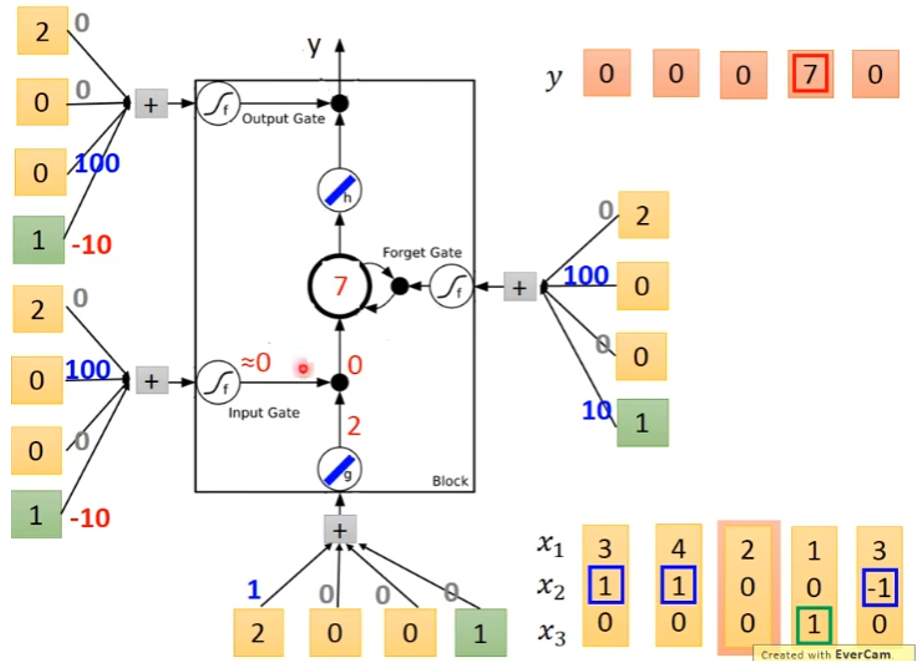 2 0
0 0
0 100
1 -10
+
f
Output Gate
y
h
y 0 0 0 7 0
Forget Gate
7
f
+
0 2
100 0
0 0
10 1
2 0
0 100
0 0
1 -10
+
f
≈0
0
Input Gate
2
g
Block
+
1 0 0 0
2 0 0 1
x₁ 3 4 2 1 3
x₂ 1 1 0 0 -1
x₃ 0 0 0 1 0
Created with EverCam.